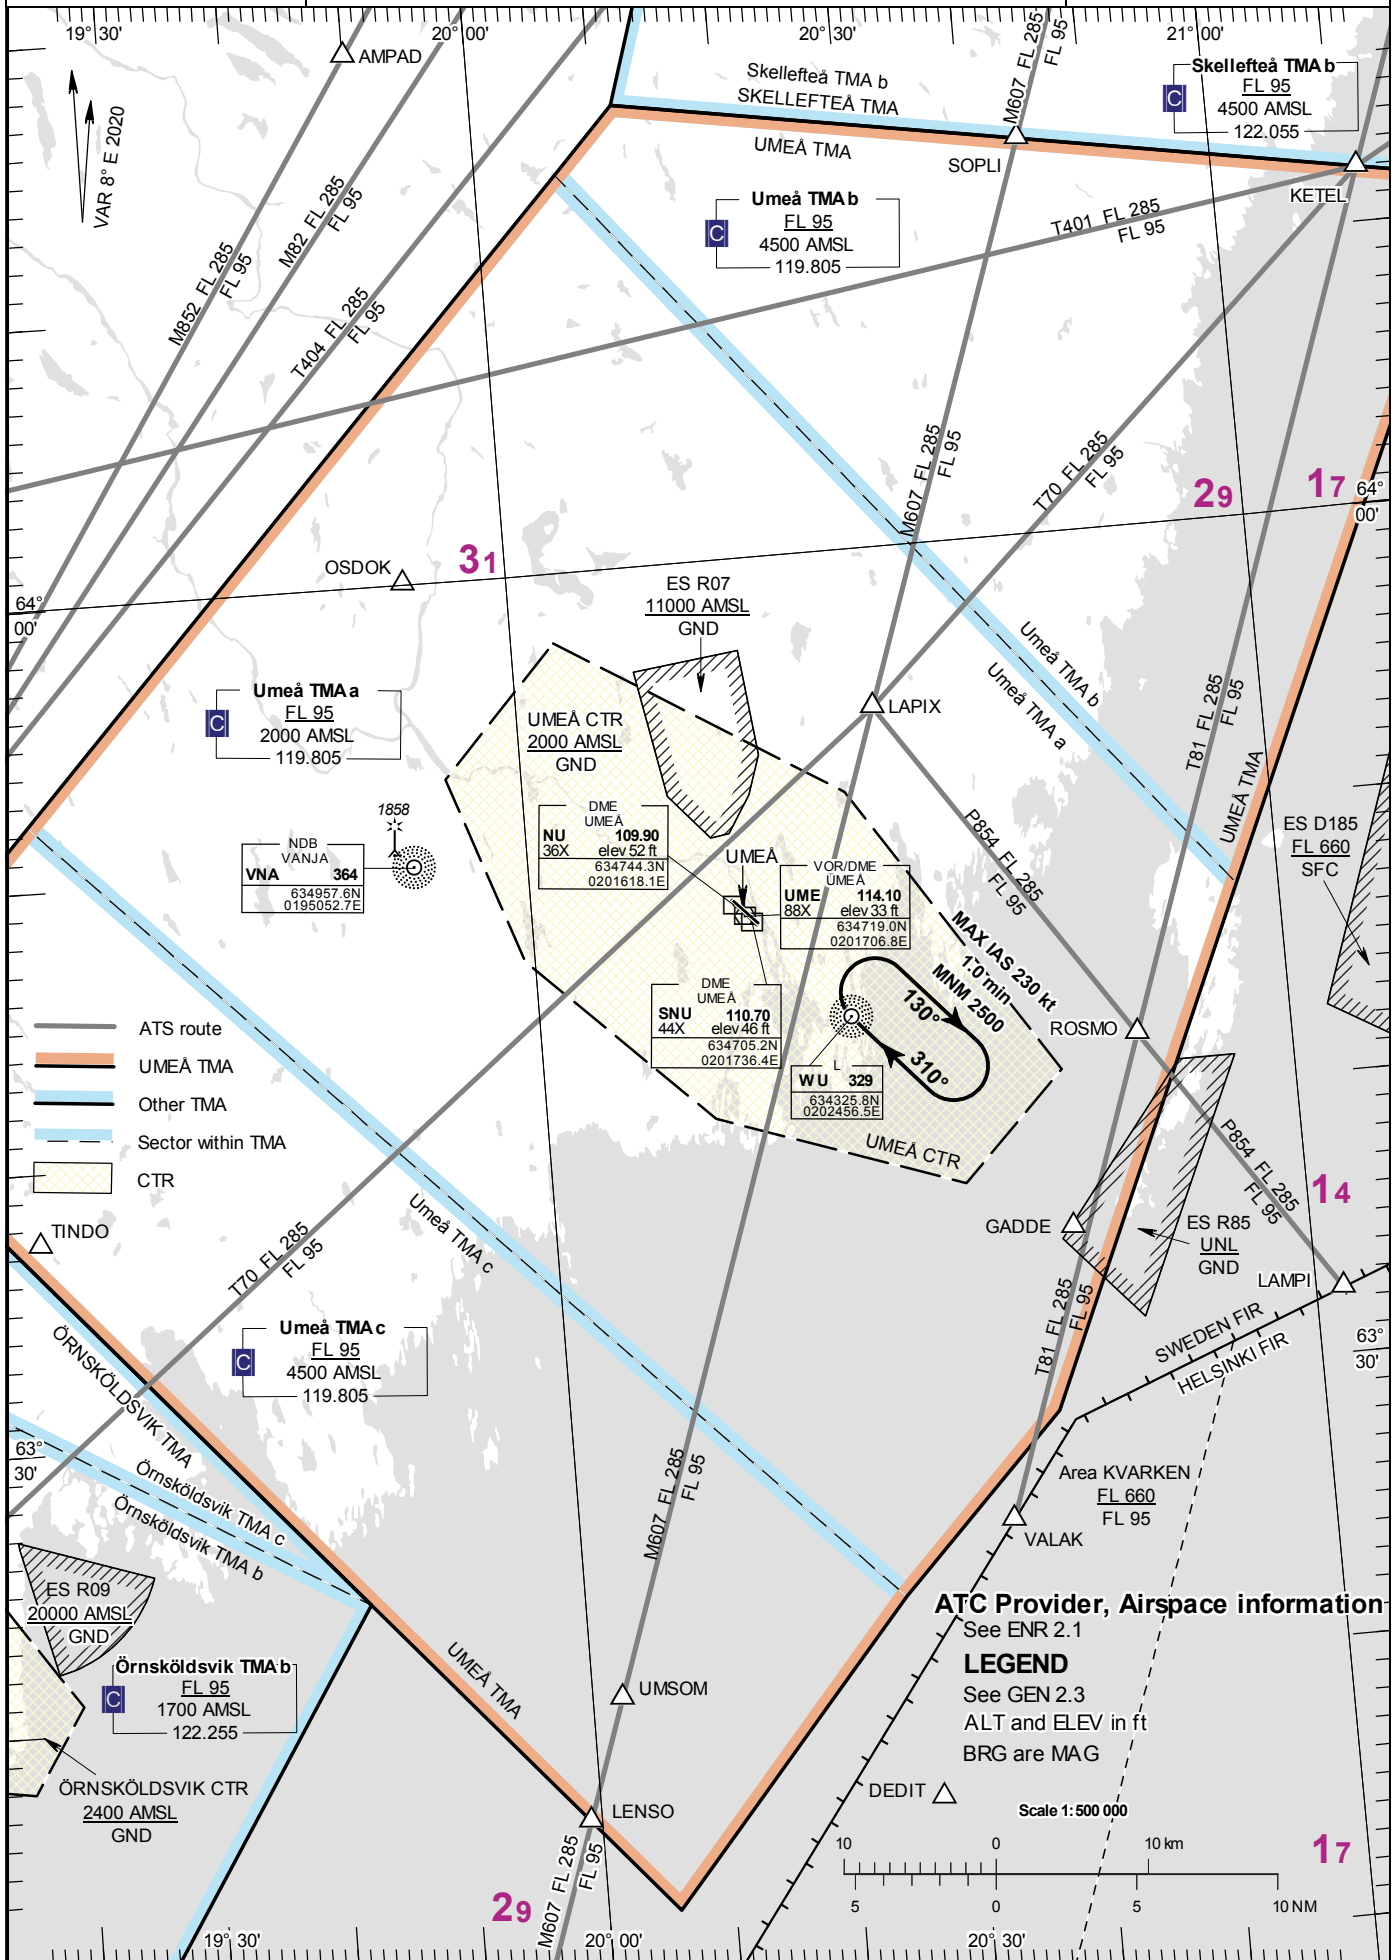 19° 30'
20° 00'
20° 30'
21° 00'
AMPAD
VAR 8° E 2020
M607 FL 285
FL 95
Skellefteå TMA b
SKELLEFTEÅ TMA
UMEÅ TMA
SOPLI
Skellefteå TMA b
FL 95
C
4500 AMSL
122.055
KETEL
M852 FL 285
FL 95
M82 FL 285
FL 95
T404 FL 285
FL 95
Umeå TMA b
FL 95
C
4500 AMSL
119.805
T401 FL 285
FL 95
M607 FL 285
FL 95
T70 FL 285
FL 95
29
17
64°
00'
31
OSDOK
64°
00'
ES R07
11000 AMSL
GND
Umeå TMA b
Umeå TMA a
Umeå TMA a
FL 95
C
2000 AMSL
119.805
UMEÅ CTR
2000 AMSL
GND
LAPIX
T81 FL 285
FL 95
UMEÅ TMA
1858
NDB
VANJA
VNA 364
634957.6N
0195052.7E
DME
UMEÅ
NU 109.90
36X elev 52 ft
634744.3N
0201618.1E
UMEÅ
VOR/DME
UMEÅ
UME 114.10
88X elev 33 ft
634719.0N
0201706.8E
P854 FL 285
FL 95
ES D185
FL 660
SFC
MAX IAS 230 kt
1.0 min
MNM 2500
130°
310°
DME
UMEÅ
SNU 110.70
44X elev 46 ft
634705.2N
0201736.4E
L
WU 329
634325.8N
0202456.5E
UMEÅ CTR
ROSMO
ATS route
UMEÅ TMA
Other TMA
Sector within TMA
CTR
P854 FL 285
FL 95
14
TINDO
Umeå TMA c
T70 FL 285
FL 95
GADDE
ES R85
UNL
GND
LAMPI
T81 FL 285
FL 95
SWEDEN FIR
HELSINKI FIR
63°
30'
ÖRNSKÖLDSVIK TMA
Umeå TMA c
FL 95
C
4500 AMSL
119.805
63°
30'
Örnsköldsvik TMA c
Örnsköldsvik TMA b
M607 FL 285
FL 95
Area KVARKEN
FL 660
FL 95
VALAK
ES R09
20000 AMSL
GND
Örnsköldsvik TMA b
FL 95
C
1700 AMSL
122.255
UMEÅ TMA
UMSOM
ATC Provider, Airspace information
See ENR 2.1
LEGEND
See GEN 2.3
ALT and ELEV in ft
BRG are MAG
ÖRNSKÖLDSVIK CTR
2400 AMSL
GND
LENSO
DEDIT
Scale 1: 500 000
10 0 10 km
5 0 5 10 NM
17
29
M607 FL 285
FL 95
19° 30'
20° 00'
20° 30'